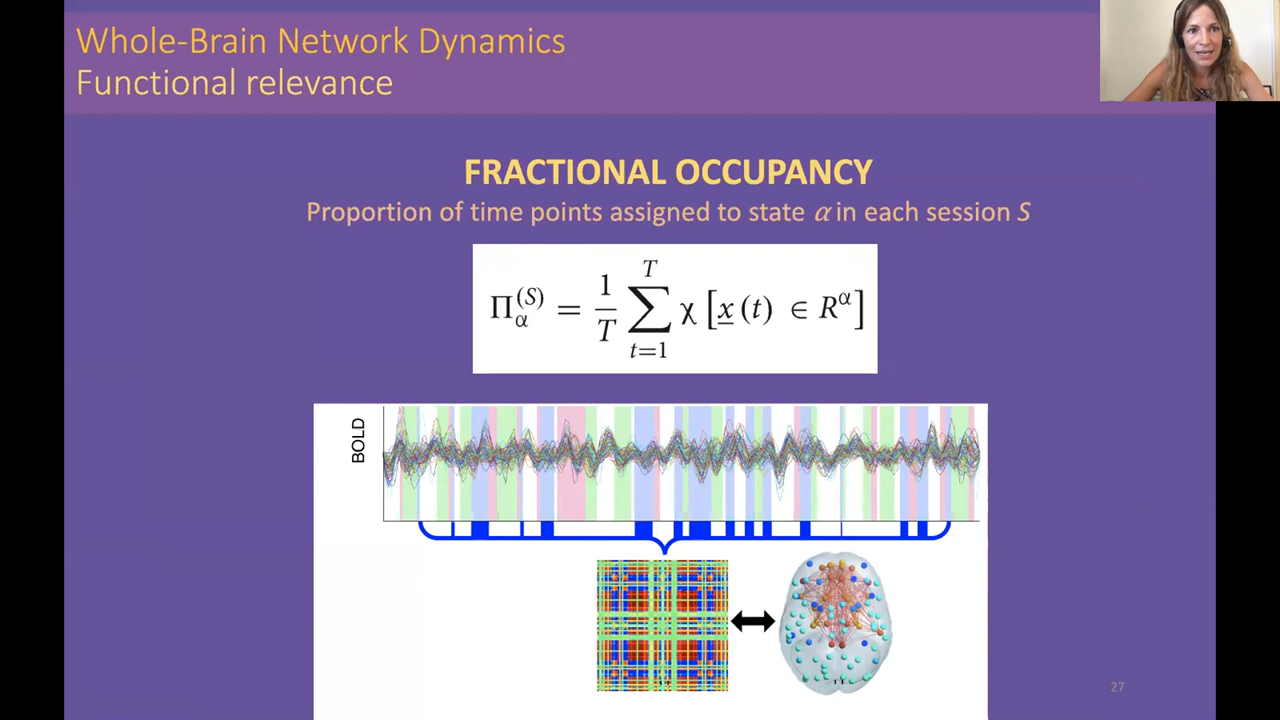 Whole-Brain Network Dynamics
Functional relevance
FRACTIONAL OCCUPANCY
Proportion of time points assigned to state α in each session S
Π_α^(S) = 1/T ∑_{t=1}^{T} χ [x(t) ∈ R^α]
BOLD
27